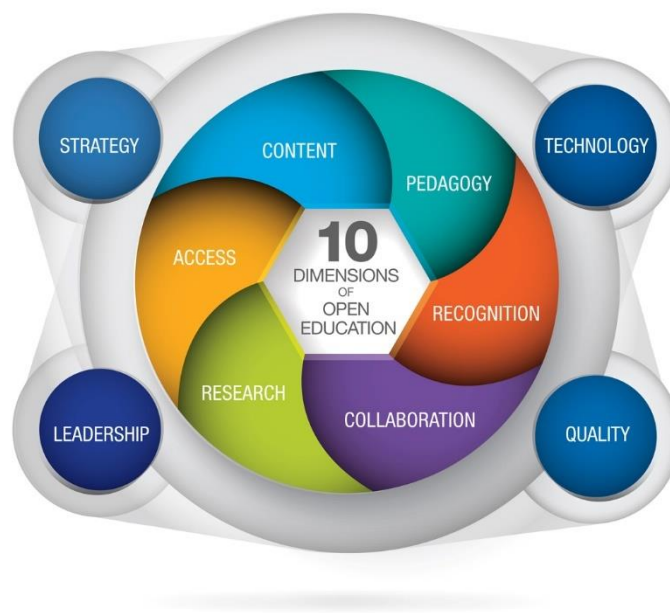 STRATEGY
TECHNOLOGY
CONTENT
PEDAGOGY
ACCESS
10
DIMENSIONS
OF
OPEN
EDUCATION
RECOGNITION
RESEARCH
COLLABORATION
LEADERSHIP
QUALITY